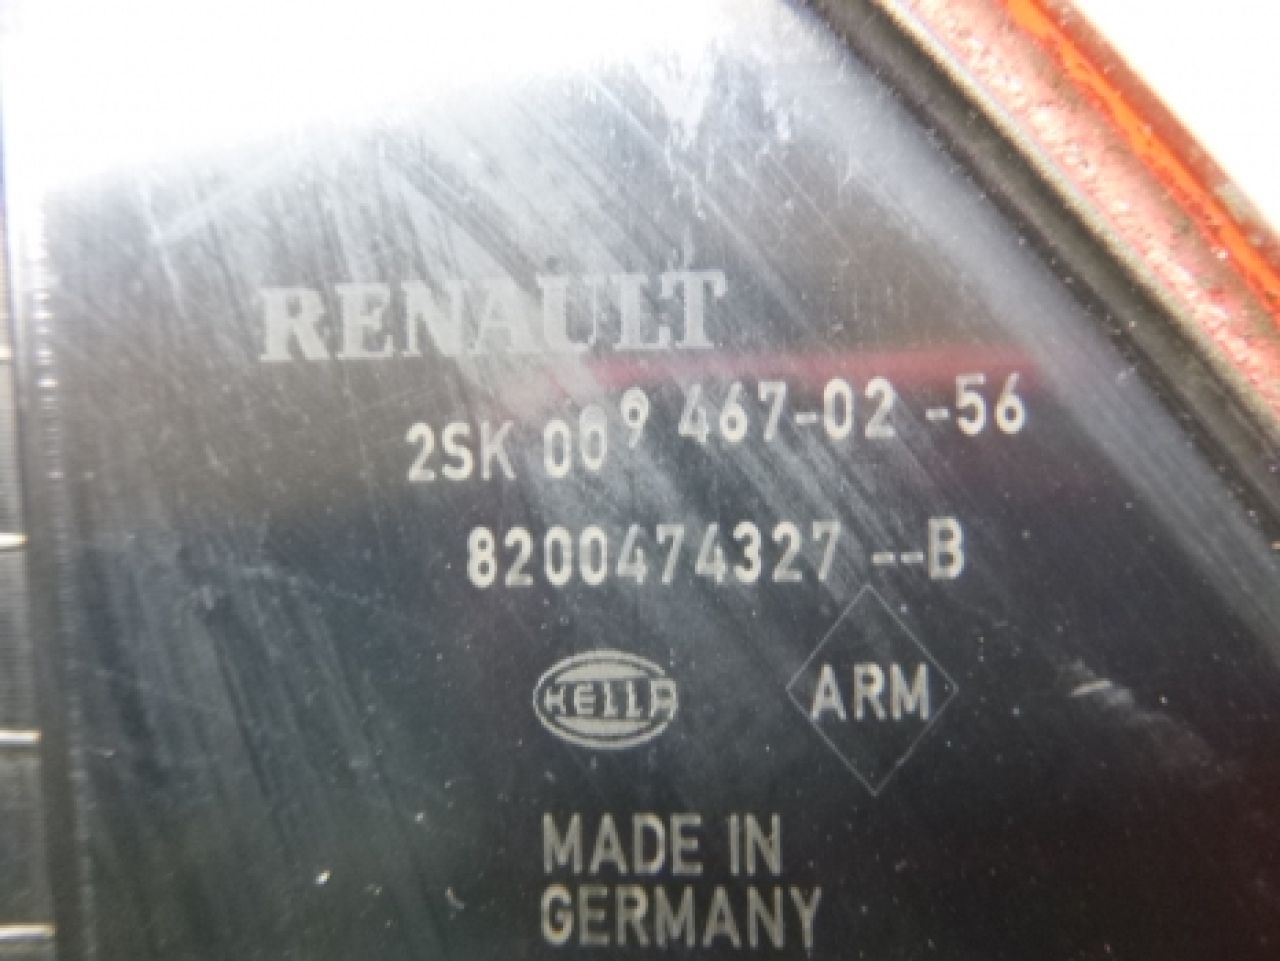 RENAULT
2SK 009 467-02 -56
8200474327 --B
HELLA
ARM
MADE IN
GERMANY